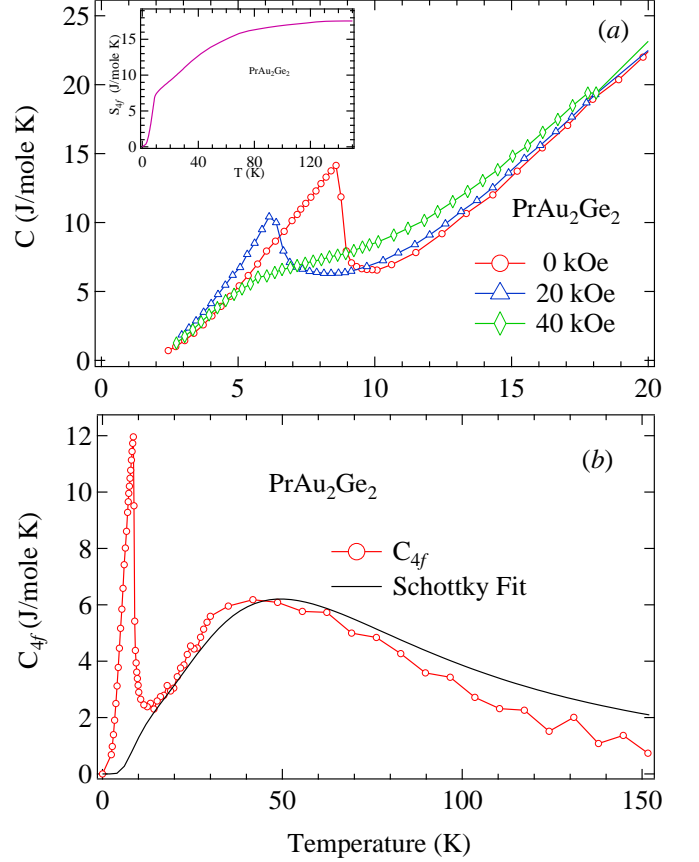 (a)
C (J/mole K)
25
20
15
10
5
0
S4f (J/mole K)
15
10
5
0
PrAu2Ge2
0 40 80 120
T (K)
PrAu2Ge2
0 kOe
20 kOe
40 kOe
0 5 10 15 20
(b)
C4f (J/mole K)
12
10
8
6
4
2
0
PrAu2Ge2
C4f
Schottky Fit
0 50 100 150
Temperature (K)